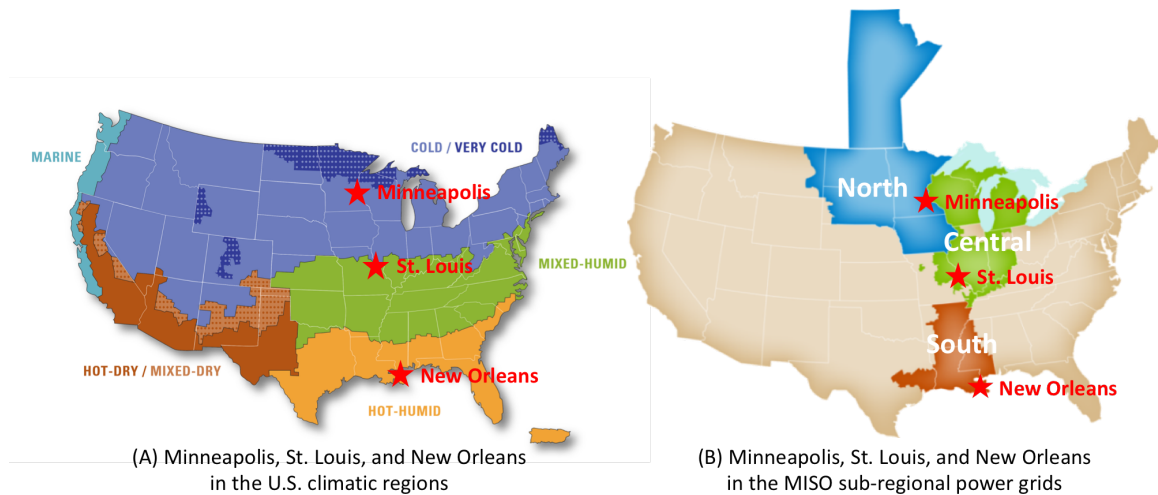 MARINE
COLD / VERY COLD
Minneapolis
St. Louis
MIXED-HUMID
HOT-DRY / MIXED-DRY
New Orleans
HOT-HUMID
(A) Minneapolis, St. Louis, and New Orleans
in the U.S. climatic regions
North
Minneapolis
Central
St. Louis
South
New Orleans
(B) Minneapolis, St. Louis, and New Orleans
in the MISO sub-regional power grids